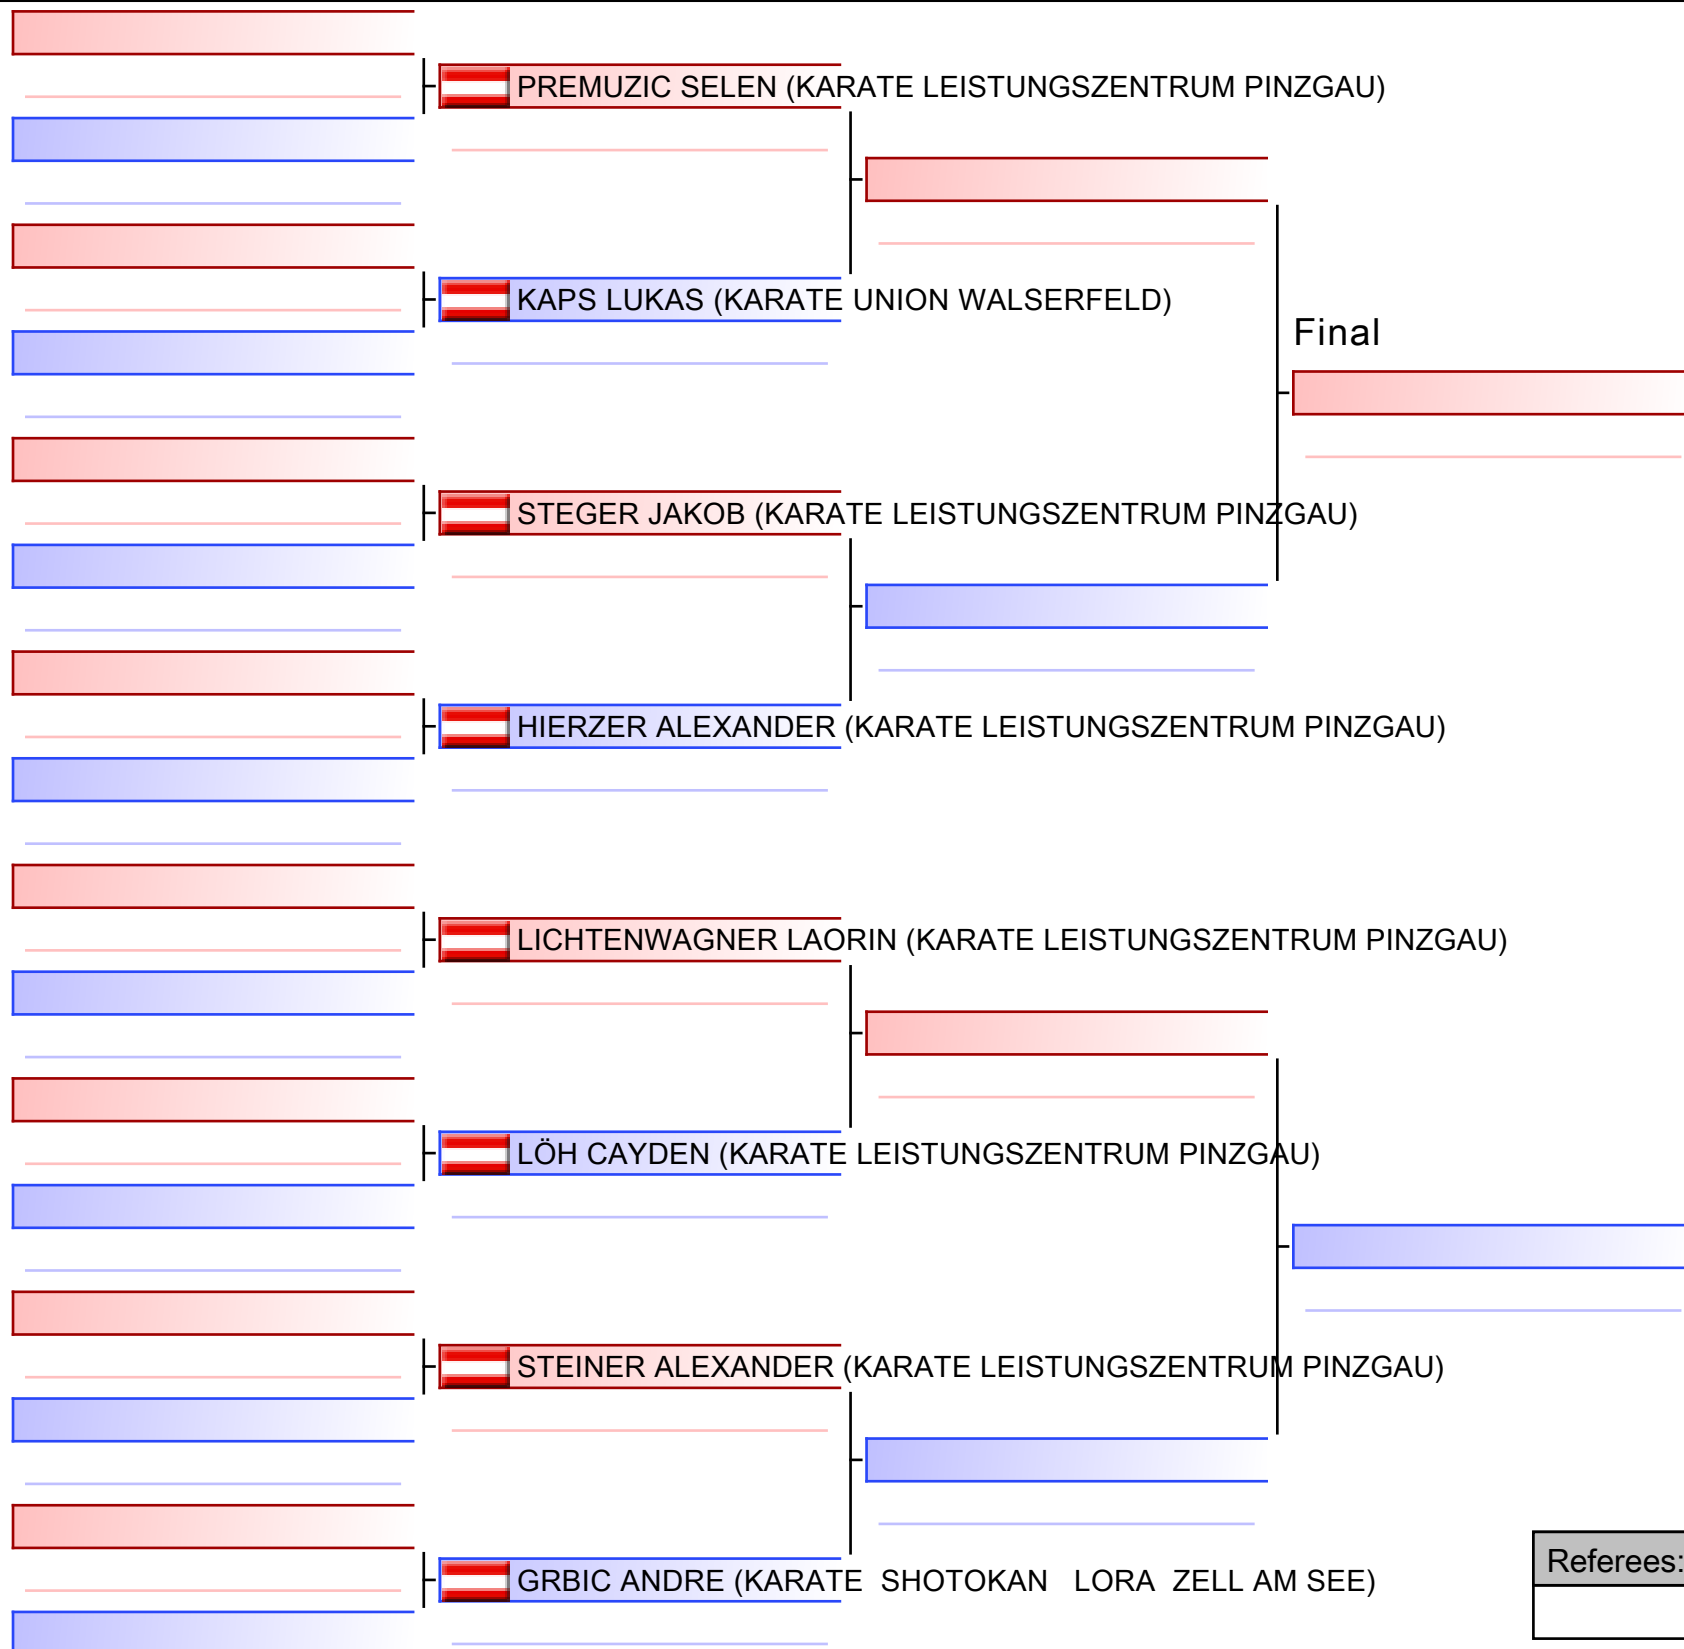 PREMUZIC SELEN (KARATE LEISTUNGSZENTRUM PINZGAU)
KAPS LUKAS (KARATE UNION WALSERFELD)
Final
STEGER JAKOB (KARATE LEISTUNGSZENTRUM PINZGAU)
HIERZER ALEXANDER (KARATE LEISTUNGSZENTRUM PINZGAU)
LICHTENWAGNER LAORIN (KARATE LEISTUNGSZENTRUM PINZGAU)
LÖH CAYDEN (KARATE LEISTUNGSZENTRUM PINZGAU)
STEINER ALEXANDER (KARATE LEISTUNGSZENTRUM PINZGAU)
Referees:
GRBIC ANDRE (KARATE SHOTOKAN LORA ZELL AM SEE)